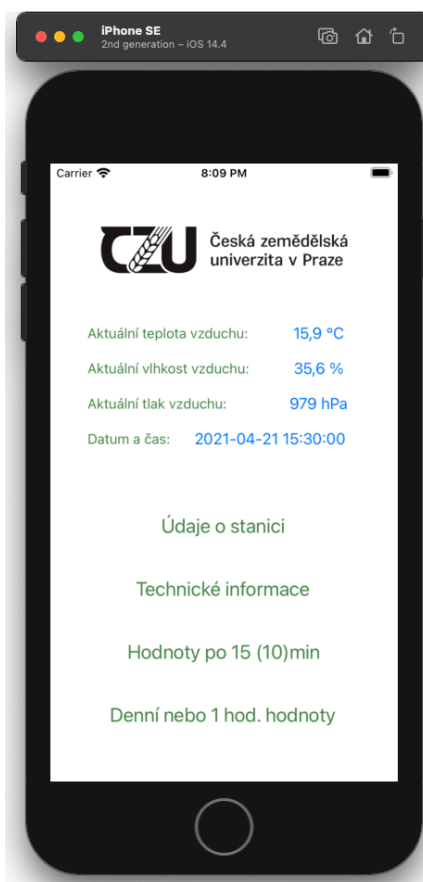 iPhone SE
2nd generation – iOS 14.4
Carrier 8:09 PM
CZU Česká zemědělská
univerzita v Praze
Aktuální teplota vzduchu: 15,9 °C
Aktuální vlhkost vzduchu: 35,6 %
Aktuální tlak vzduchu: 979 hPa
Datum a čas: 2021-04-21 15:30:00
Údaje o stanici
Technické informace
Hodnoty po 15 (10)min
Denní nebo 1 hod. hodnoty